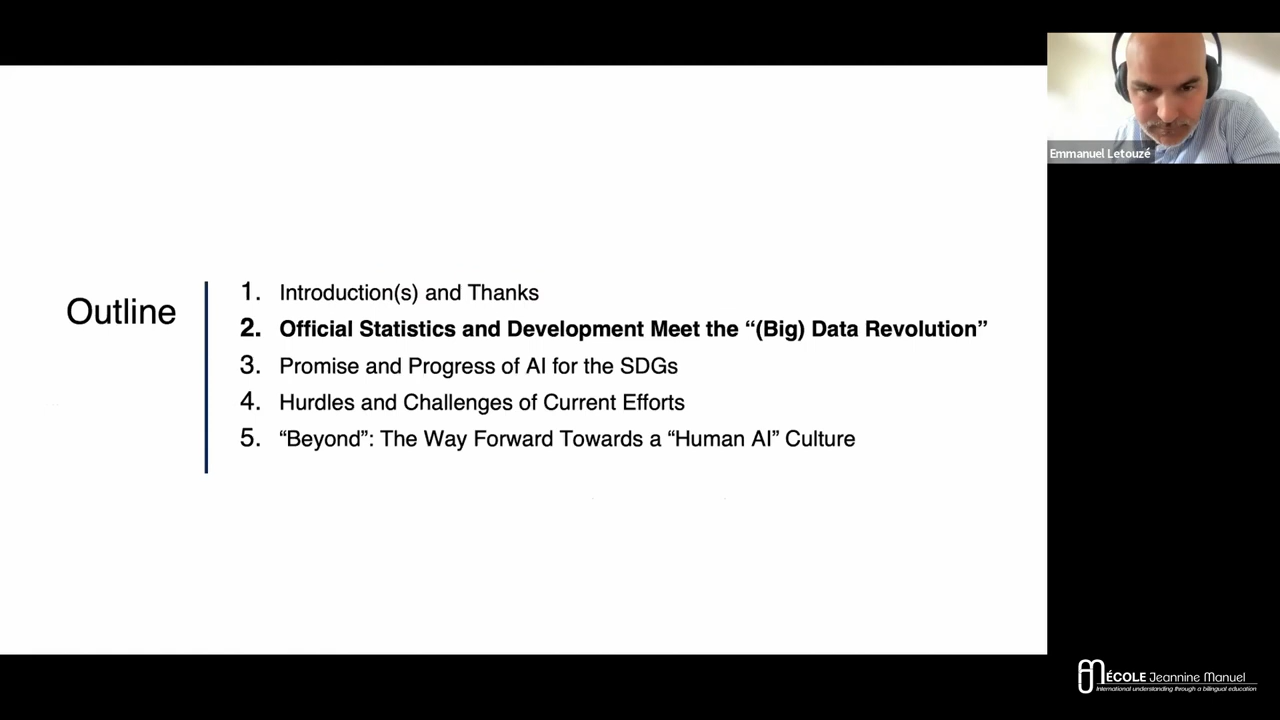 Emmanuel Letouzé
Outline
1. Introduction(s) and Thanks
2. Official Statistics and Development Meet the “(Big) Data Revolution”
3. Promise and Progress of AI for the SDGs
4. Hurdles and Challenges of Current Efforts
5. “Beyond”: The Way Forward Towards a “Human AI” Culture
ÉCOLE Jeannine Manuel
International understanding through a bilingual education